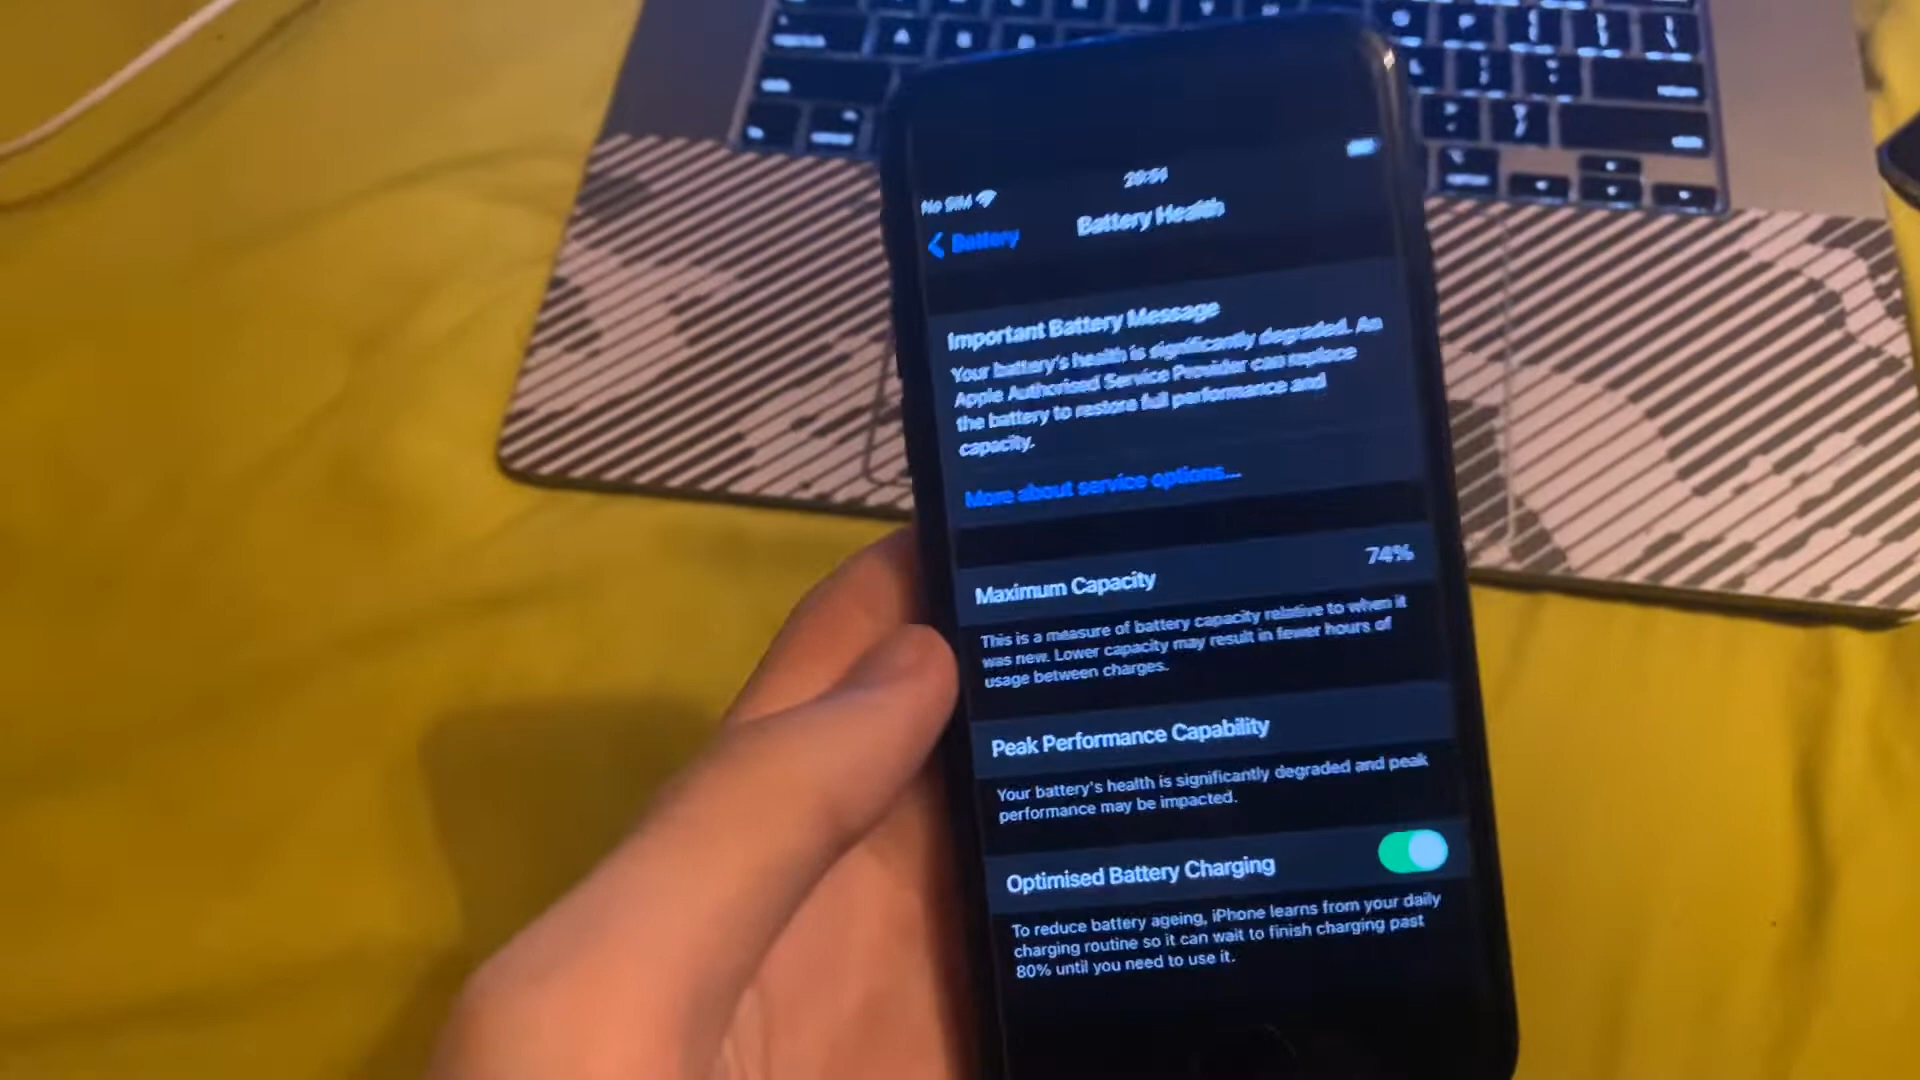 No SIM
20:51
Battery
Battery Health
Important Battery Message
Your battery's health is significantly degraded. An
Apple Authorised Service Provider can replace
the battery to restore full performance and
capacity.
More about service options...
Maximum Capacity
74%
This is a measure of battery capacity relative to when it
was new. Lower capacity may result in fewer hours of
usage between charges.
Peak Performance Capability
Your battery's health is significantly degraded and peak
performance may be impacted.
Optimised Battery Charging
To reduce battery ageing, iPhone learns from your daily
charging routine so it can wait to finish charging past
80% until you need to use it.